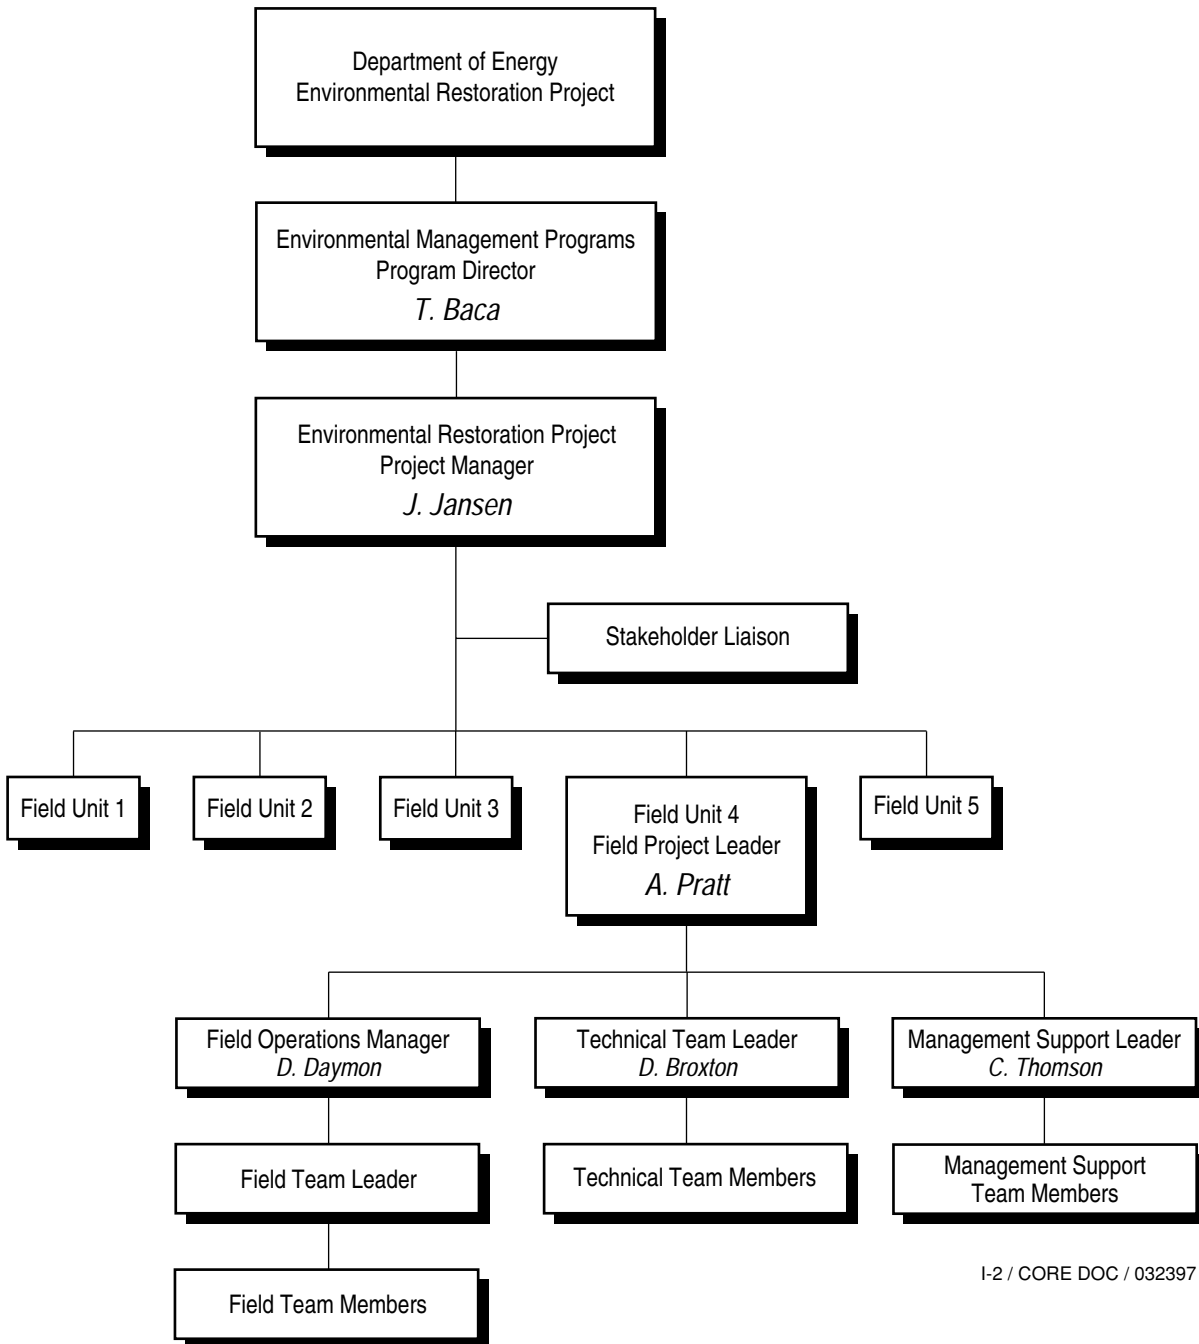 Department of Energy
Environmental Restoration Project
Environmental Management Programs
Program Director
T. Baca
Environmental Restoration Project
Project Manager
J. Jansen
Stakeholder Liaison
Field Unit 1
Field Unit 2
Field Unit 3
Field Unit 4
Field Project Leader
A. Pratt
Field Unit 5
Field Operations Manager
D. Daymon
Technical Team Leader
D. Broxton
Management Support Leader
C. Thomson
Field Team Leader
Technical Team Members
Management Support
Team Members
Field Team Members
I-2 / CORE DOC / 032397